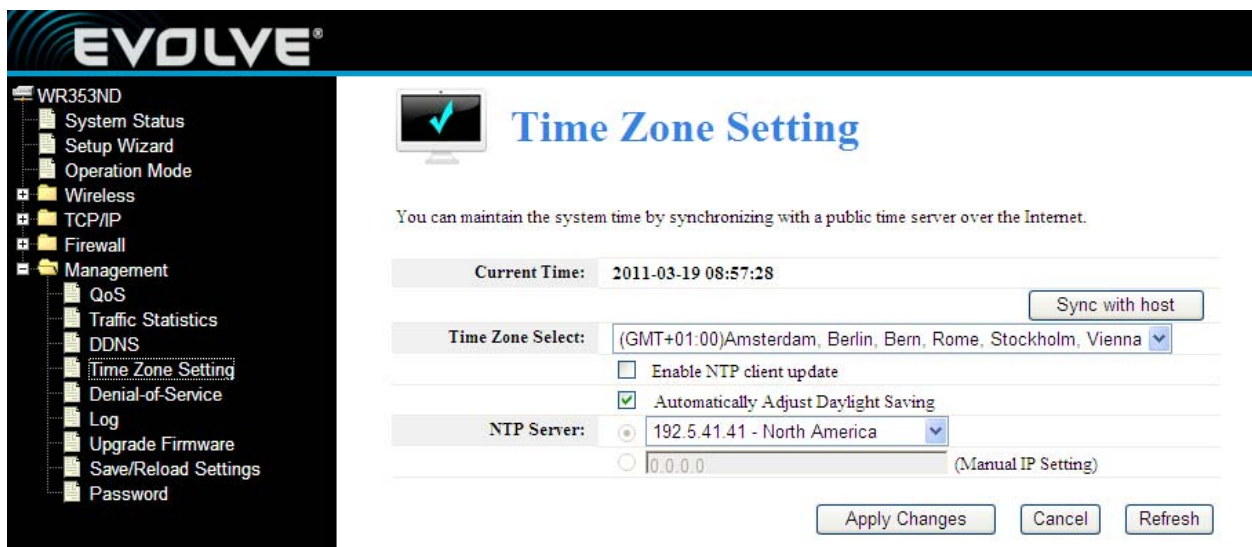 EVOLVE®
WR353ND
System Status
Setup Wizard
Operation Mode
Wireless
TCP/IP
Firewall
Management
QoS
Traffic Statistics
DDNS
Time Zone Setting
Denial-of-Service
Log
Upgrade Firmware
Save/Reload Settings
Password
Time Zone Setting
You can maintain the system time by synchronizing with a public time server over the Internet.
Current Time: 2011-03-19 08:57:28
Sync with host
Time Zone Select: (GMT+01:00)Amsterdam, Berlin, Bern, Rome, Stockholm, Vienna
Enable NTP client update
Automatically Adjust Daylight Saving
NTP Server: 192.5.41.41 - North America
0.0.0.0 (Manual IP Setting)
Apply Changes Cancel Refresh